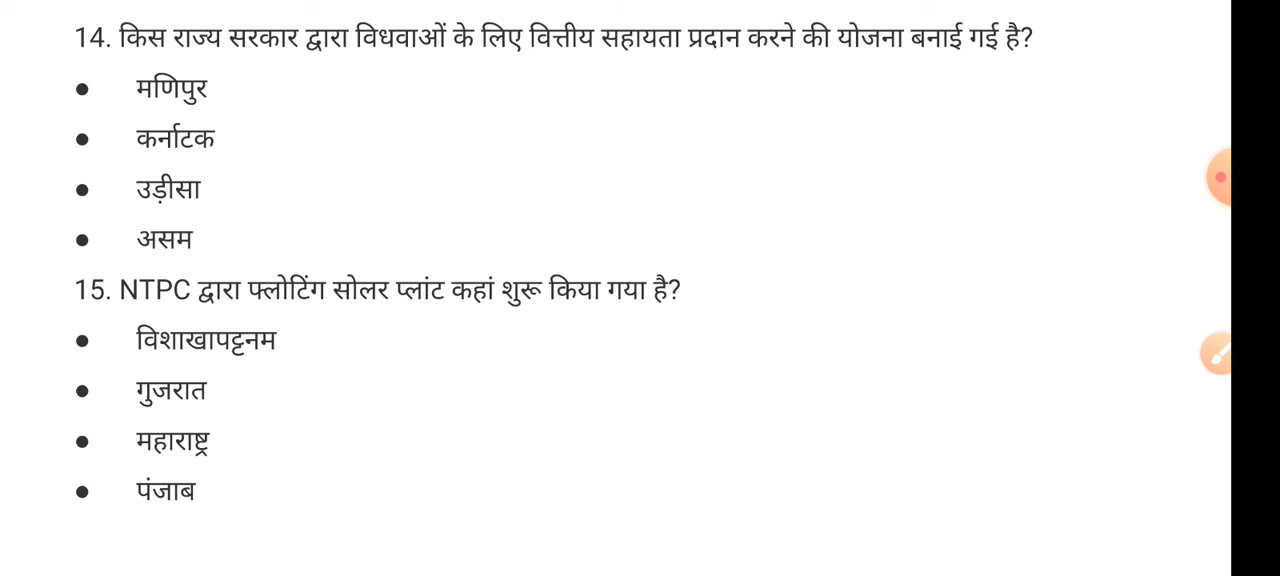 14. किस राज्य सरकार द्वारा विधवाओं के लिए वित्तीय सहायता प्रदान करने की योजना बनाई गई है?
● मणिपुर
● कर्नाटक
● उड़ीसा
● असम
15. NTPC द्वारा फ्लोटिंग सोलर प्लांट कहां शुरू किया गया है?
● विशाखापट्टनम
● गुजरात
● महाराष्ट्र
● पंजाब